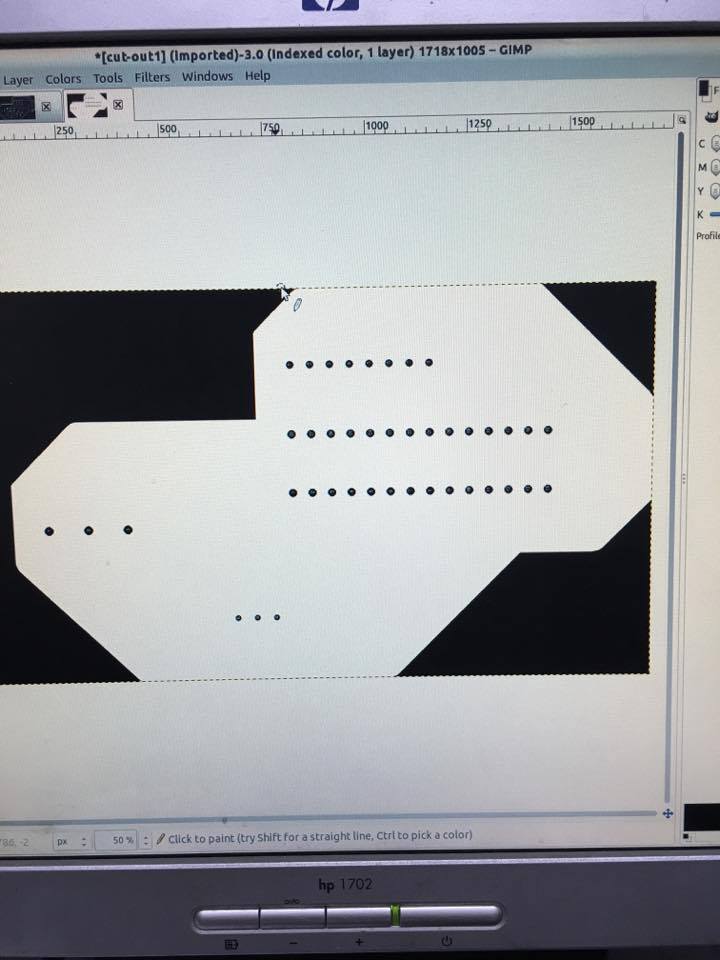 hp
*[cut-out1] (imported)-3.0 (indexed color, 1 layer) 1718x1005 – GIMP
Layer Colors Tools Filters Windows Help
250 500 750 1000 1250 1500
C
M
Y
K
Profile
786, -2 px 50 % Click to paint (try Shift for a straight line, Ctrl to pick a color)
hp 1702
auto
− +